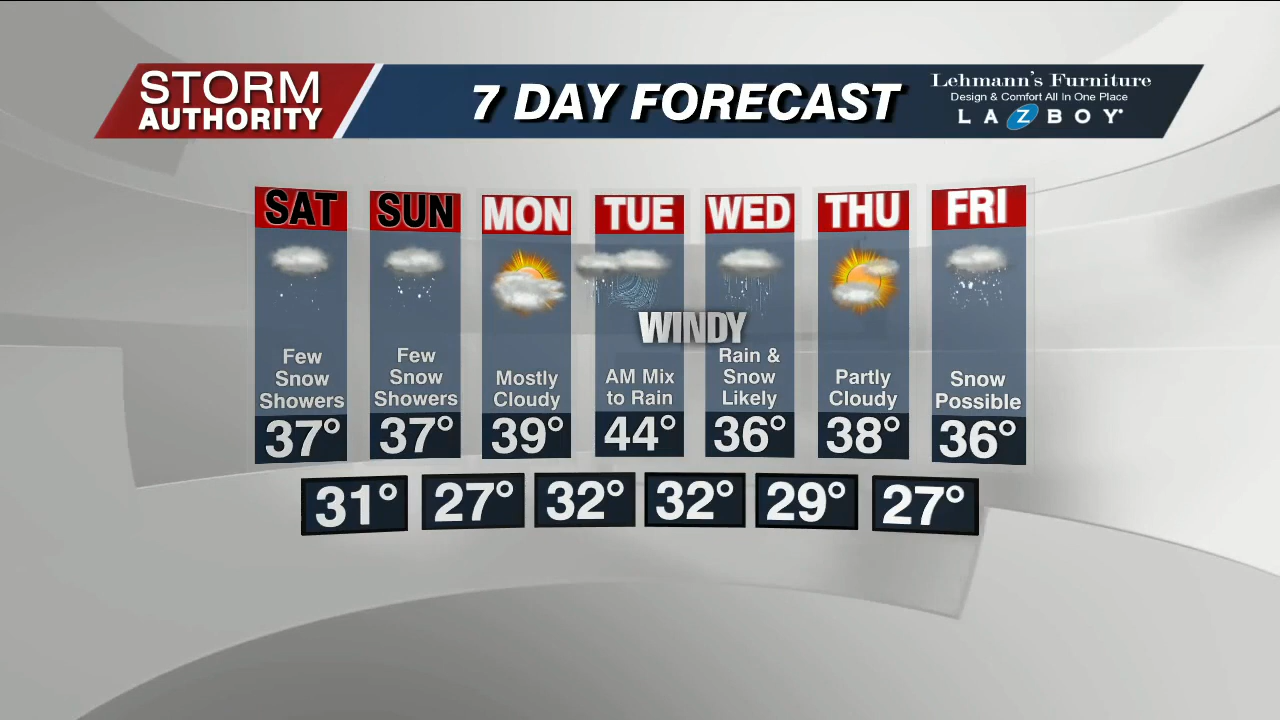 STORM
AUTHORITY
7 DAY FORECAST
Lehmann's Furniture
Design & Comfort All In One Place
LAZBOY®
SAT
SUN
MON
TUE
WED
THU
FRI
WINDY
Few
Snow
Showers
Few
Snow
Showers
Mostly
Cloudy
AM Mix
to Rain
Rain &
Snow
Likely
Partly
Cloudy
Snow
Possible
37°
37°
39°
44°
36°
38°
36°
31°
27°
32°
32°
29°
27°